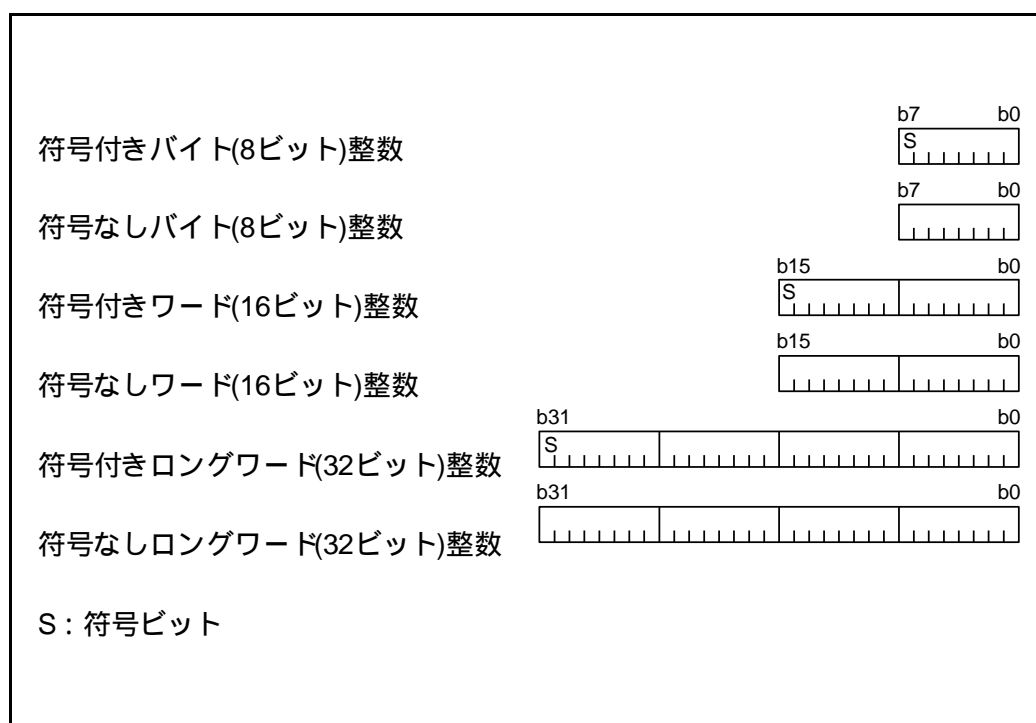 b7 b0
符号付きバイト(8ビット)整数
S
b7 b0
符号なしバイト(8ビット)整数
b15 b0
符号付きワード(16ビット)整数
S
b15 b0
符号なしワード(16ビット)整数
b31 b0
符号付きロングワード(32ビット)整数
S
b31 b0
符号なしロングワード(32ビット)整数
S：符号ビット